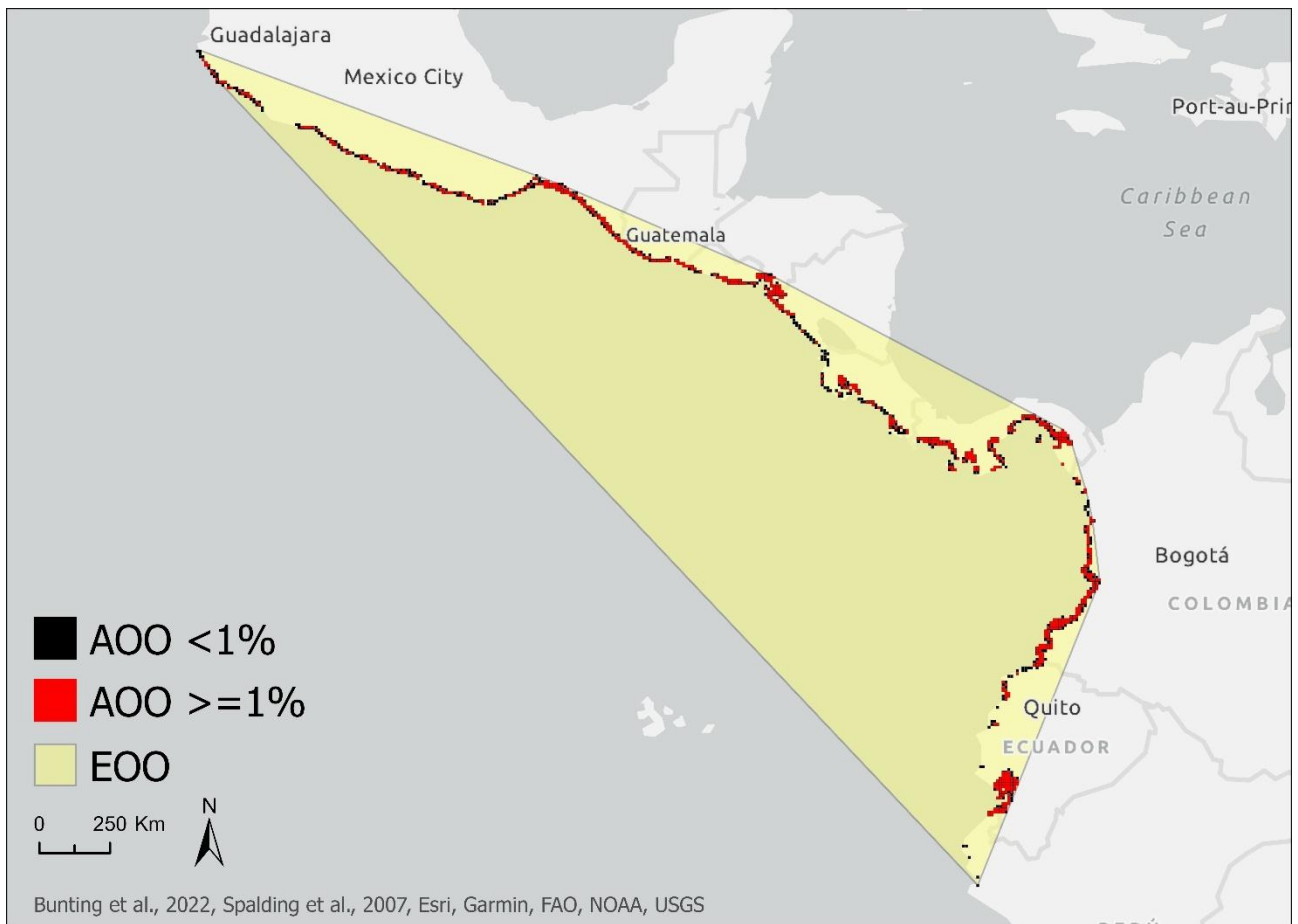 Guadalajara
Mexico City
Port-au-Prin
Caribbean
Sea
Guatemala
Bogotá
COLOMBIA
Quito
ECUADOR
AOO <1%
AOO >=1%
EOO
N
0 250 Km
Bunting et al., 2022, Spalding et al., 2007, Esri, Garmin, FAO, NOAA, USGS